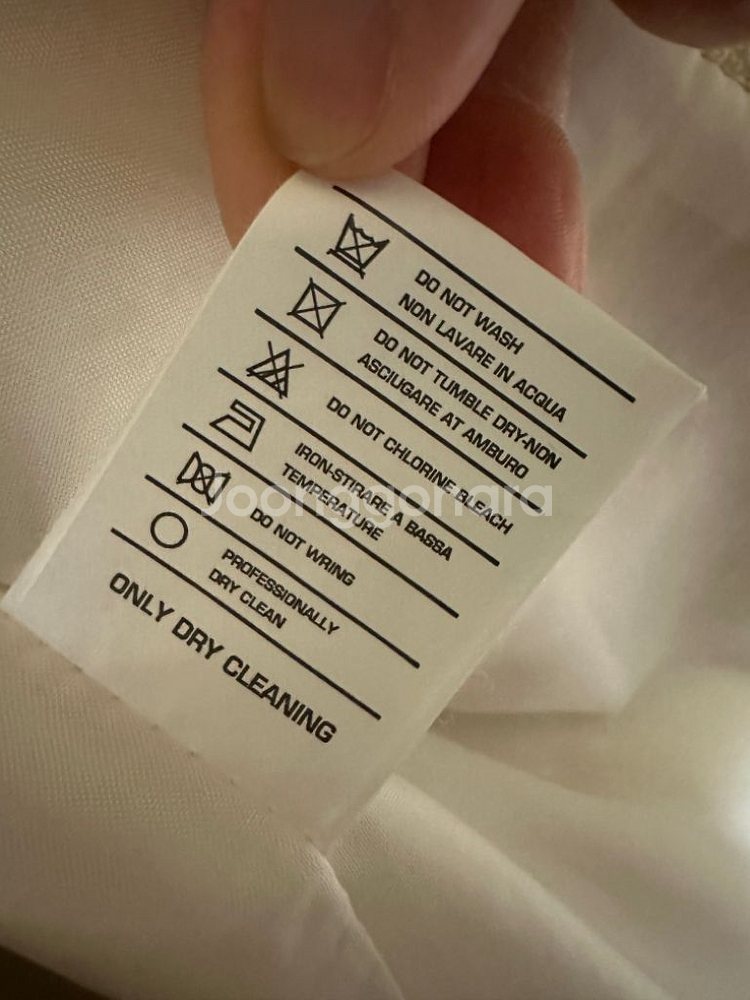 DO NOT WASH
NON LAVARE IN ACQUA
DO NOT TUMBLE DRY-NON
ASCIUGARE AT AMBURO
DO NOT CHLORINE BLEACH
IRON-STIRARE A BASSA
TEMPERATURE
DO NOT WRING
PROFESSIONALLY
DRY CLEAN
ONLY DRY CLEANING
joonggonara